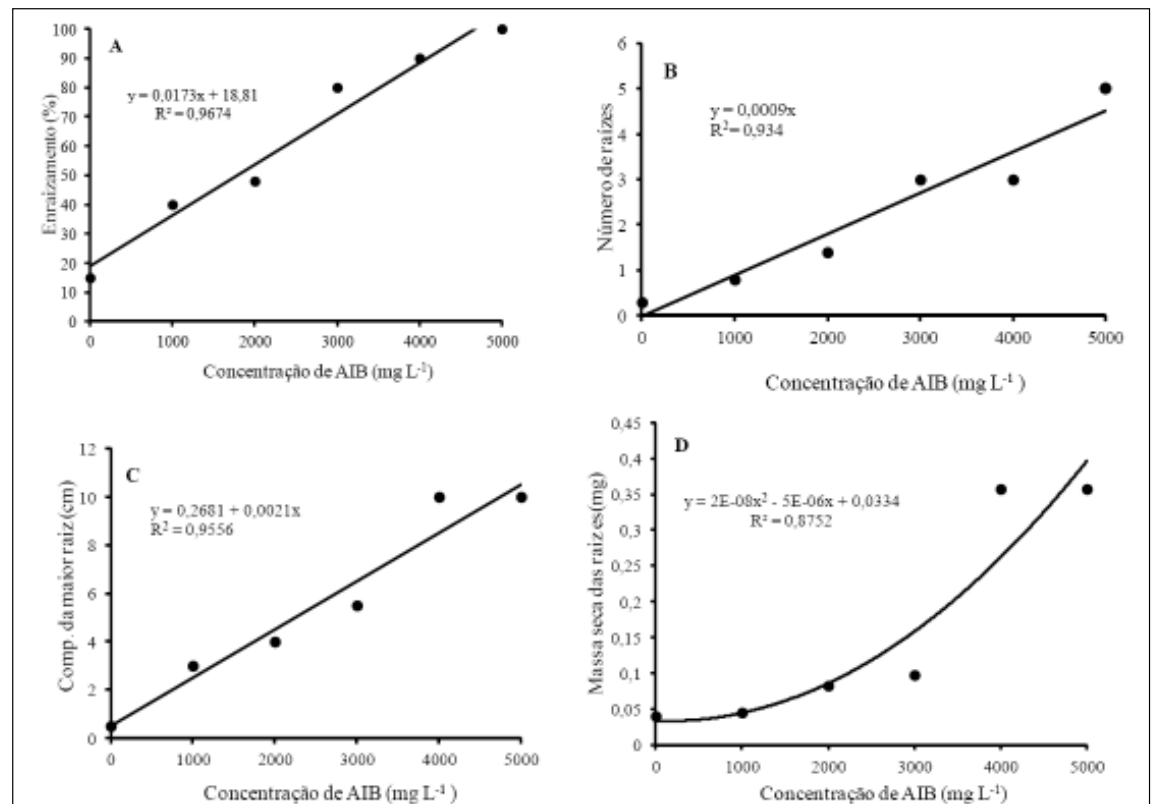 A
y = 0,0173x + 18,81
R² = 0,9674
Enraizamento (%)
100
90
80
70
60
50
40
30
20
10
0
0 1000 2000 3000 4000 5000
Concentração de AIB (mg L⁻¹)
B
y = 0,0009x
R² = 0,934
Número de raízes
6
5
4
3
2
1
0
0 1000 2000 3000 4000 5000
Concentração de AIB (mg L⁻¹ )
C
y = 0,2681 + 0,0021x
R² = 0,9556
Comp. da maior raiz (cm)
12
10
8
6
4
2
0
0 1000 2000 3000 4000 5000
Concentração de AIB (mg L⁻¹)
D
y = 2E-08x² - 5E-06x + 0,0334
R² = 0,8752
Massa seca das raízes(mg)
0,45
0,4
0,35
0,3
0,25
0,2
0,15
0,1
0,05
0
0 1000 2000 3000 4000 5000
Concentração de AIB (mg L⁻¹ )